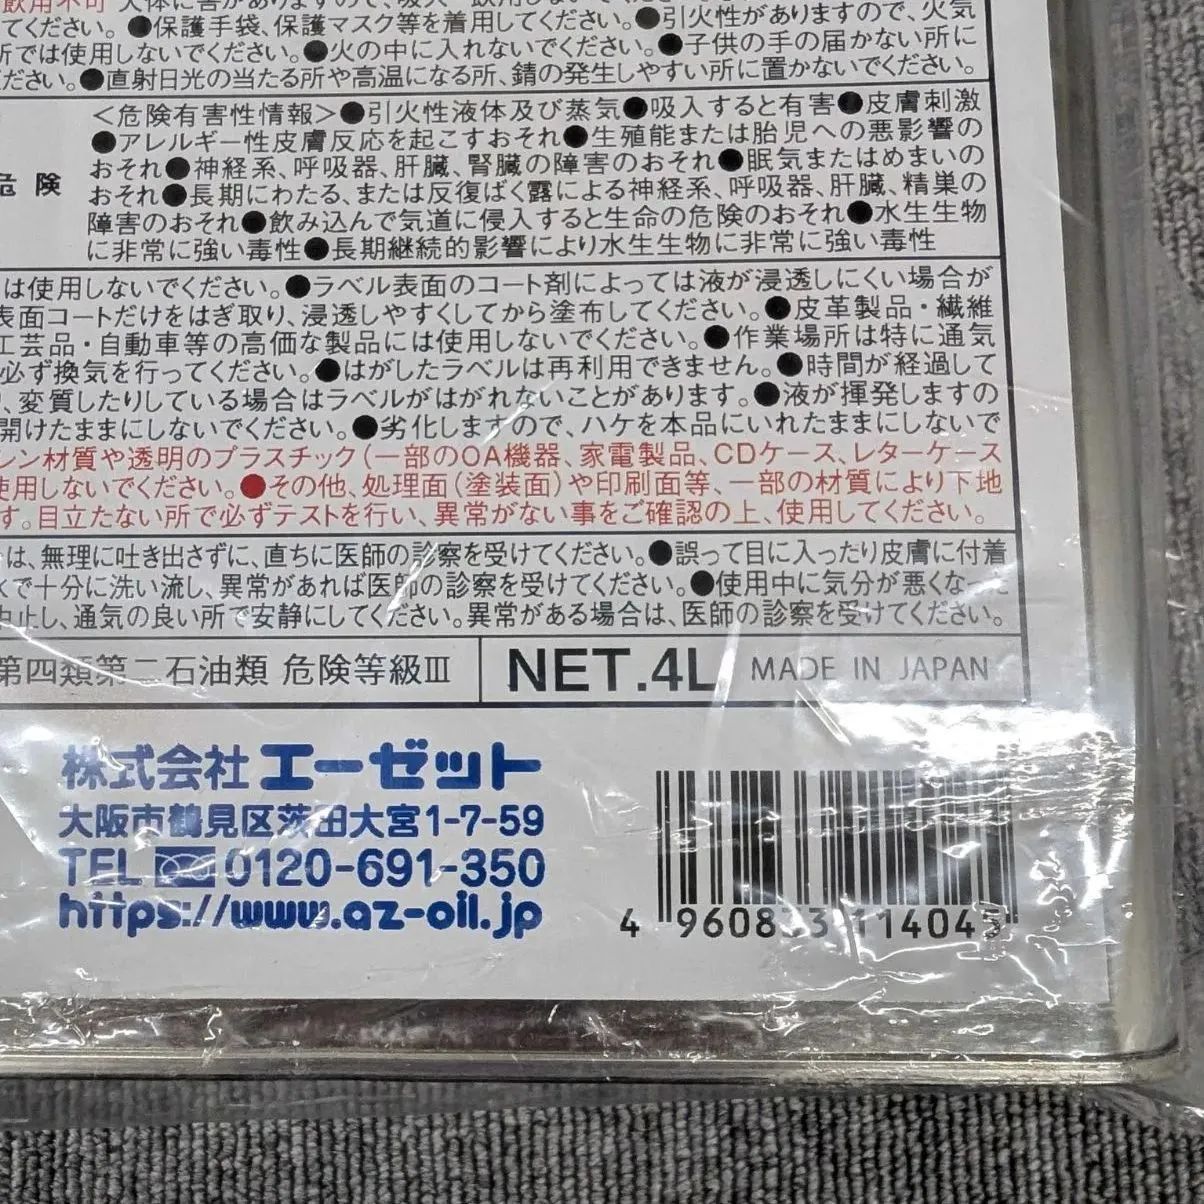 飲用不可 人体に害がありますので、吸入・飲用しないでください。
てください。●保護手袋、保護マスク等を着用してください。●引火性がありますので、火気
所では使用しないでください。●火の中に入れないでください。●子供の手の届かない所に
ください。●直射日光の当たる所や高温になる所、錆の発生しやすい所に置かないでください。
危険
＜危険有害性情報＞●引火性液体及び蒸気●吸入すると有害●皮膚刺激
●アレルギー性皮膚反応を起こすおそれ●生殖能または胎児への悪影響の
おそれ●神経系、呼吸器、肝臓、腎臓の障害のおそれ●眠気またはめまいの
おそれ●長期にわたる、または反復ばく露による神経系、呼吸器、肝臓、精巣の
障害のおそれ●飲み込んで気道に侵入すると生命の危険のおそれ●水生生物
に非常に強い毒性●長期継続的影響により水生生物に非常に強い毒性
は使用しないでください。●ラベル表面のコート剤によっては液が浸透しにくい場合が
表面コートだけをはぎ取り、浸透しやすくしてから塗布してください。●皮革製品・繊維
工芸品・自動車等の高価な製品には使用しないでください。●作業場所は特に通気
必ず換気を行ってください。●はがしたラベルは再利用できません。●時間が経過して
、変質したりしている場合はラベルがはがれないことがあります。●液が揮発しますの
開けたままにしないでください。●劣化しますので、ハケを本品にいれたままにしないで
レン材質や透明のプラスチック（一部のOA機器、家電製品、CDケース、レターケース
使用しないでください。●その他、処理面（塗装面）や印刷面等、一部の材質により下地
す。目立たない所で必ずテストを行い、異常がない事をご確認の上、使用してください。
は、無理に吐き出さずに、直ちに医師の診察を受けてください。●誤って目に入ったり皮膚に付着
水で十分に洗い流し、異常があれば医師の診察を受けてください。●使用中に気分が悪くなった
中止し、通気の良い所で安静にしてください。異常がある場合は、医師の診察を受けてください。
第四類第二石油類 危険等級Ⅲ
NET.4L MADE IN JAPAN
株式会社 エーゼット
大阪市鶴見区茨田大宮1-7-59
TEL 0120-691-350
https://www.az-oil.jp
4 960833 114045